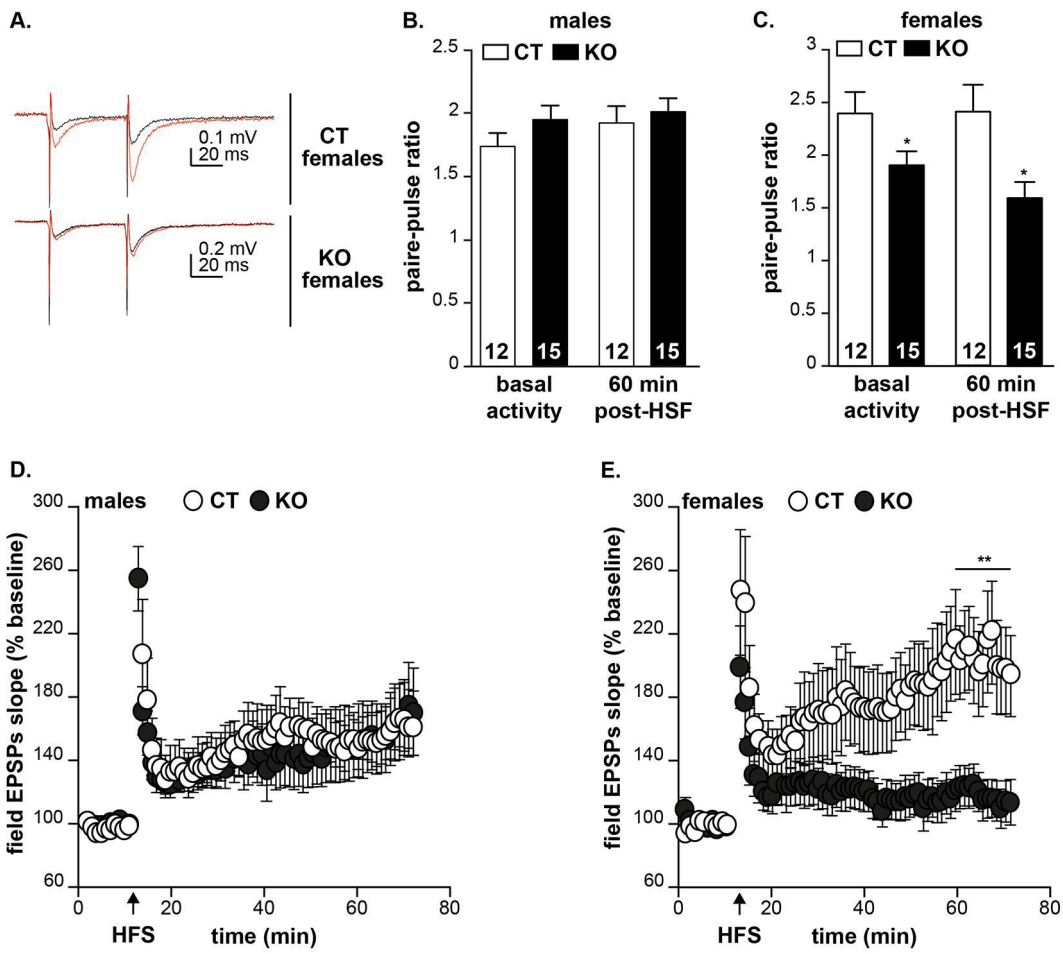 A.
0.1 mV
20 ms
CT
females
0.2 mV
20 ms
KO
females
B.
males
CT KO
paire-pulse ratio
2.5
2
1.5
1
0.5
0
12 15 12 15
basal
activity
60 min
post-HSF
C.
females
CT KO
paire-pulse ratio
3
2.5
2
1.5
1
0.5
0
*
*
12 15 12 15
basal
activity
60 min
post-HSF
D.
males CT KO
field EPSPs slope (% baseline)
300
260
220
180
140
100
60
0 20 40 60 80
HFS time (min)
E.
females CT KO
field EPSPs slope (% baseline)
300
260
220
180
140
100
60
**
0 20 40 60 80
HFS time (min)